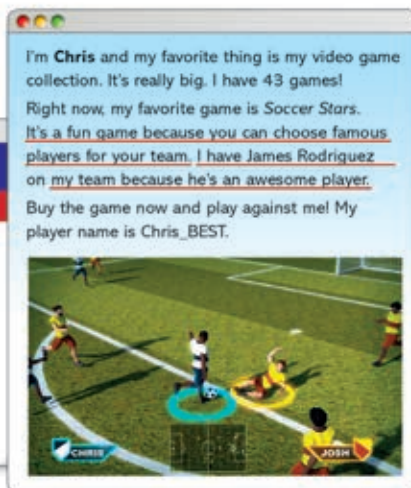 I'm Chris and my favorite thing is my video game
collection. It's really big. I have 43 games!
Right now, my favorite game is Soccer Stars.
It's a fun game because you can choose famous
players for your team. I have James Rodriguez
on my team because he's an awesome player.
Buy the game now and play against me! My
player name is Chris_BEST.
CHRIS
JOSH